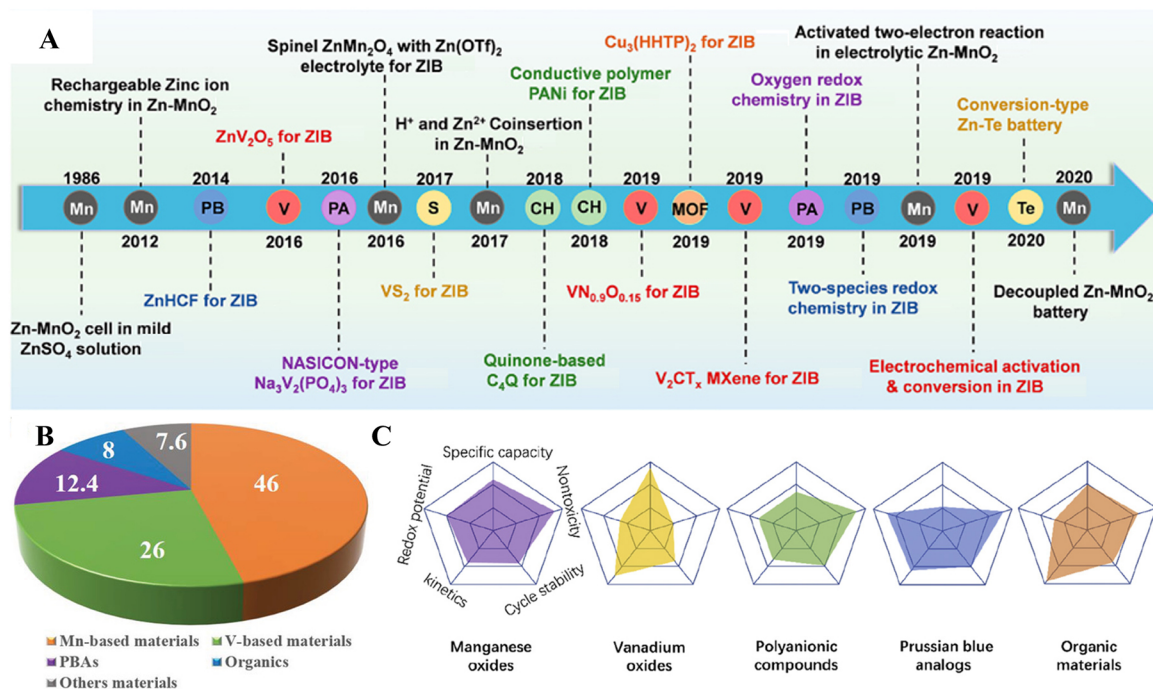 A
Rechargeable Zinc ion
chemistry in Zn-MnO₂
Spinel ZnMn₂O₄ with Zn(OTf)₂
electrolyte for ZIB
ZnV₂O₅ for ZIB
H⁺ and Zn²⁺ Coinsertion
in Zn-MnO₂
Conductive polymer
PANi for ZIB
Cu₃(HHTP)₂ for ZIB
Oxygen redox
chemistry in ZIB
Activated two-electron reaction
in electrolytic Zn-MnO₂
Conversion-type
Zn-Te battery
1986 2014 2016 2017 2018 2019 2019 2019 2019 2020
Mn Mn PB V PA Mn S Mn CH CH V MOF V PA PB Mn V Te Mn
2012 2016 2016 2017 2018 2019 2019 2019 2020
Zn-MnO₂ cell in mild
ZnSO₄ solution
ZnHCF for ZIB
NASICON-type
Na₃V₂(PO₄)₃ for ZIB
VS₂ for ZIB
Quinone-based
C₄Q for ZIB
VN₀.₉O₀.₁₅ for ZIB
V₂CTₓ MXene for ZIB
Two-species redox
chemistry in ZIB
Electrochemical activation
& conversion in ZIB
Decoupled Zn-MnO₂
battery
B
46
26
12.4
8
7.6
Mn-based materials
V-based materials
PBAs
Organics
Others materials
C
Specific capacity
Nontoxicity
Cycle stability
kinetics
Redox potential
Manganese
oxides
Vanadium
oxides
Polyanionic
compounds
Prussian blue
analogs
Organic
materials